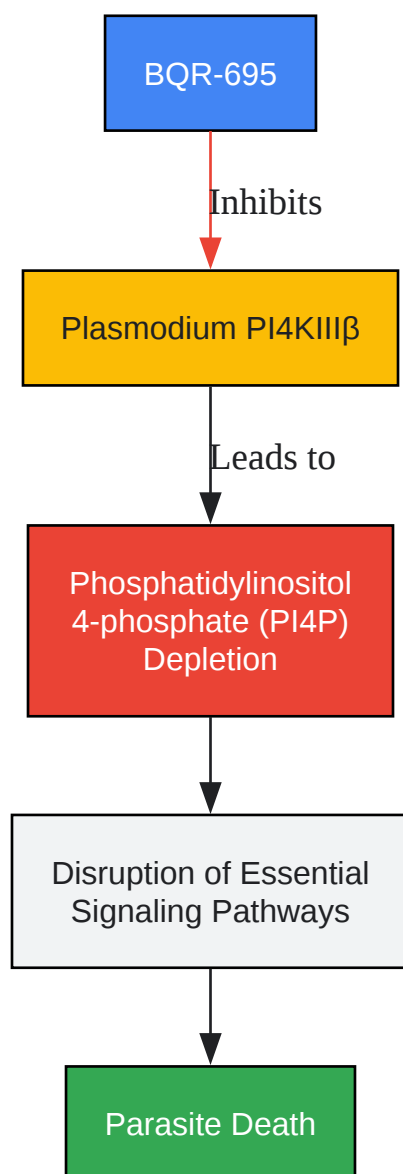 BQR-695
Inhibits
Plasmodium PI4KIIIβ
Leads to
Phosphatidylinositol
4-phosphate (PI4P)
Depletion
Disruption of Essential
Signaling Pathways
Parasite Death